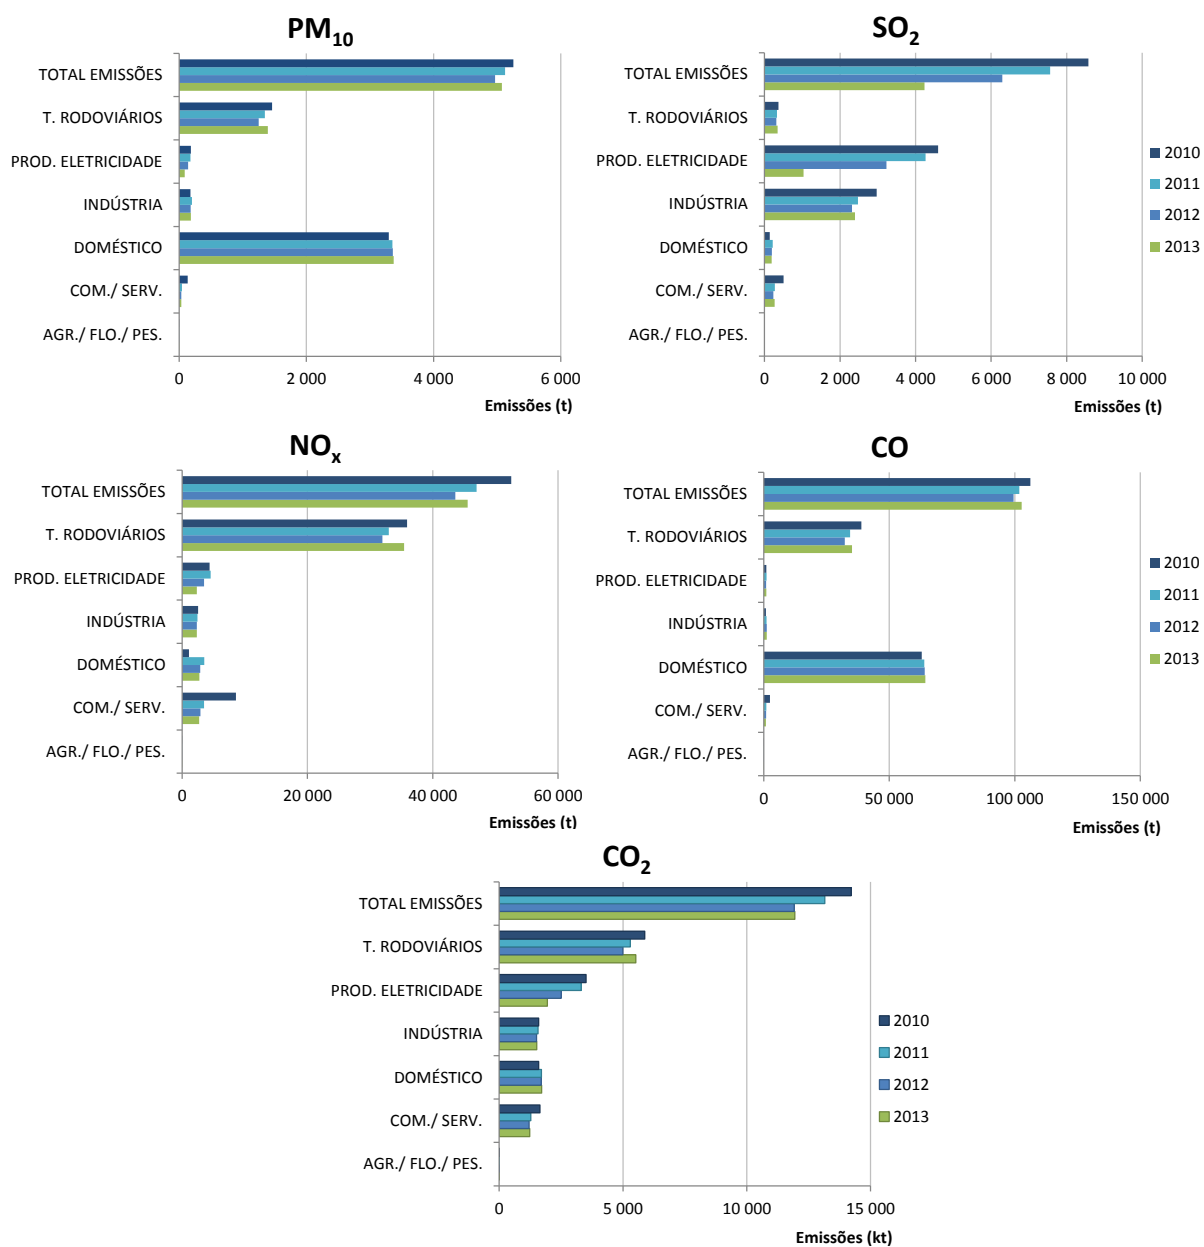 PM10
TOTAL EMISSÕES
T. RODOVIÁRIOS
PROD. ELETRICIDADE
INDÚSTRIA
DOMÉSTICO
COM./ SERV.
AGR./ FLO./ PES.
0 2 000 4 000 6 000
Emissões (t)
SO2
TOTAL EMISSÕES
T. RODOVIÁRIOS
PROD. ELETRICIDADE
INDÚSTRIA
DOMÉSTICO
COM./ SERV.
AGR./ FLO./ PES.
0 2 000 4 000 6 000 8 000 10 000
Emissões (t)
2010
2011
2012
2013
NOx
TOTAL EMISSÕES
T. RODOVIÁRIOS
PROD. ELETRICIDADE
INDÚSTRIA
DOMÉSTICO
COM./ SERV.
AGR./ FLO./ PES.
0 20 000 40 000 60 000
Emissões (t)
CO
TOTAL EMISSÕES
T. RODOVIÁRIOS
PROD. ELETRICIDADE
INDÚSTRIA
DOMÉSTICO
COM./ SERV.
AGR./ FLO./ PES.
0 50 000 100 000 150 000
Emissões (t)
2010
2011
2012
2013
CO2
TOTAL EMISSÕES
T. RODOVIÁRIOS
PROD. ELETRICIDADE
INDÚSTRIA
DOMÉSTICO
COM./ SERV.
AGR./ FLO./ PES.
0 5 000 10 000 15 000
Emissões (kt)
2010
2011
2012
2013